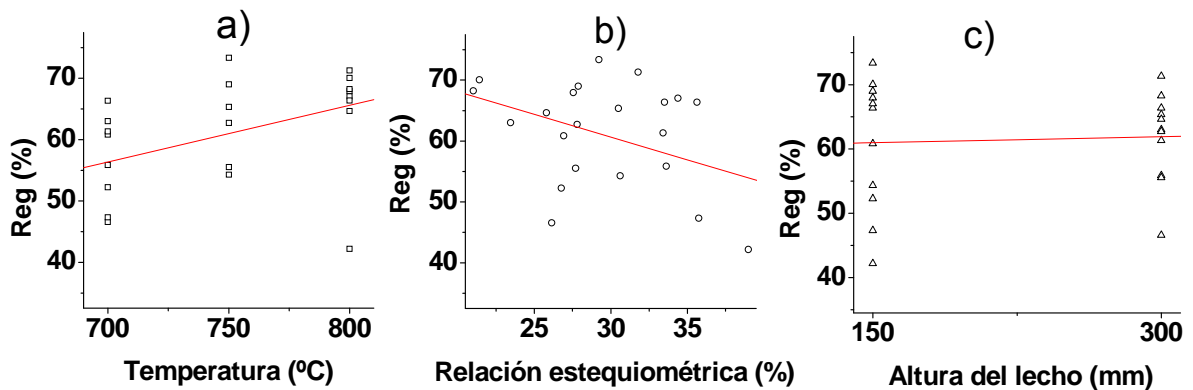 a)
Reg (%)
70
60
50
40
700
750
800
Temperatura (ºC)
b)
Reg (%)
70
60
50
40
25
30
35
Relación estequiométrica (%)
c)
Reg (%)
70
60
50
40
150
300
Altura del lecho (mm)